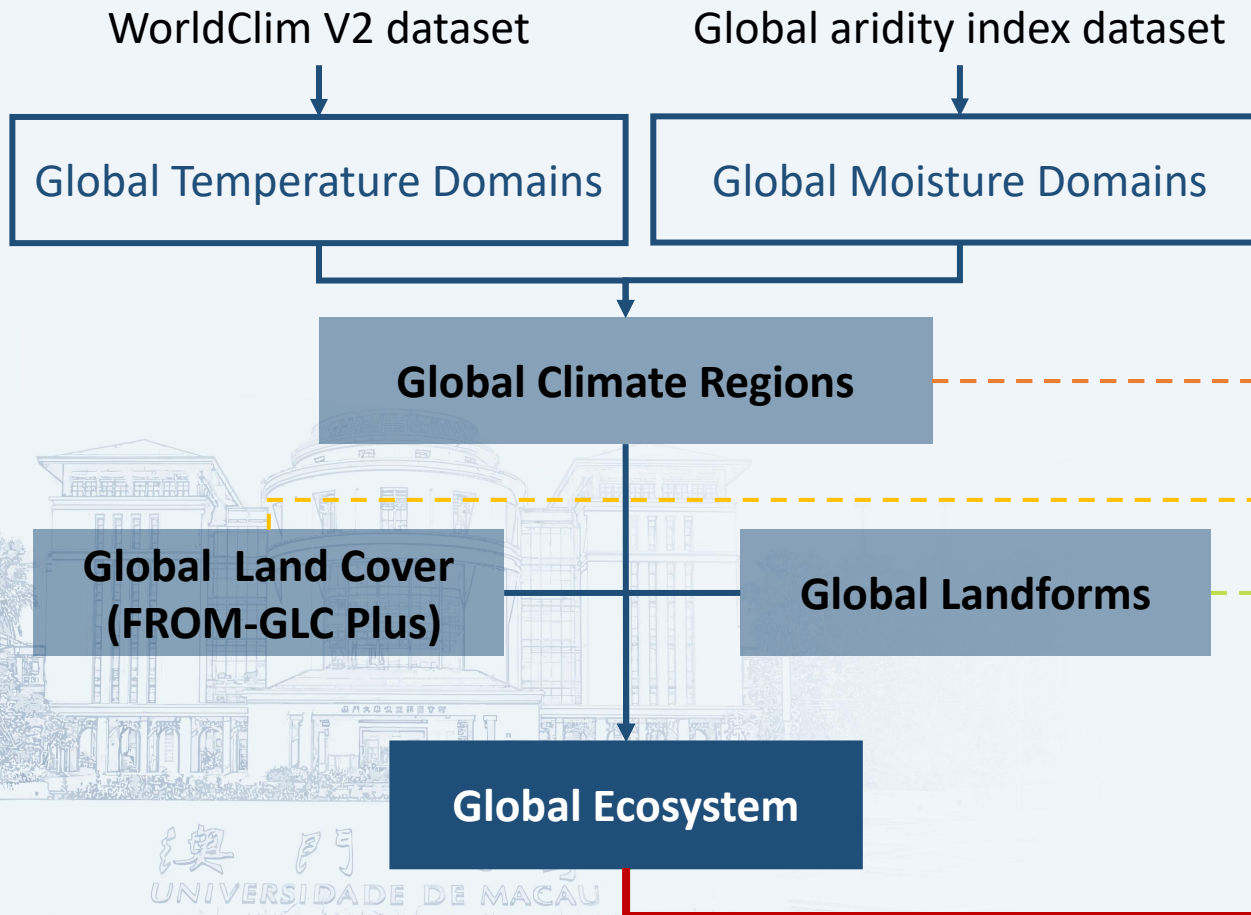 WorldClim V2 dataset
Global aridity index dataset
Global Temperature Domains
Global Moisture Domains
Global Climate Regions
Global Land Cover
(FROM-GLC Plus)
Global Landforms
Global Ecosystem
澳 門
UNIVERSIDADE DE MACAU